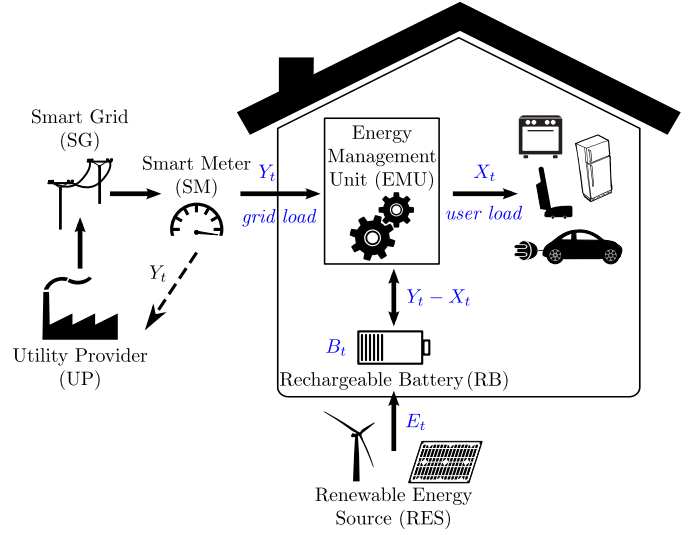 Smart Grid
(SG)
Smart Meter
(SM)
Y_t
grid load
Energy
Management
Unit (EMU)
X_t
user load
Y_t
Y_t − X_t
Utility Provider
(UP)
B_t
Rechargeable Battery (RB)
E_t
Renewable Energy
Source (RES)